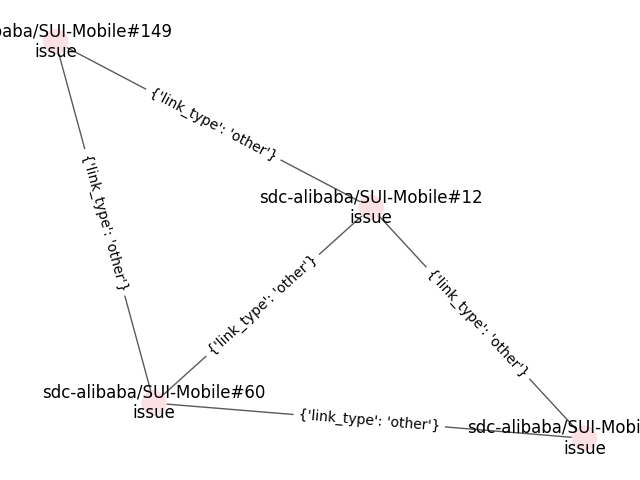 baba/SUI-Mobile#149
issue
{'link_type': 'other'}
{'link_type': 'other'}
sdc-alibaba/SUI-Mobile#12
issue
{'link_type': 'other'}
{'link_type': 'other'}
sdc-alibaba/SUI-Mobile#60
issue
{'link_type': 'other'}
sdc-alibaba/SUI-Mobi
issue